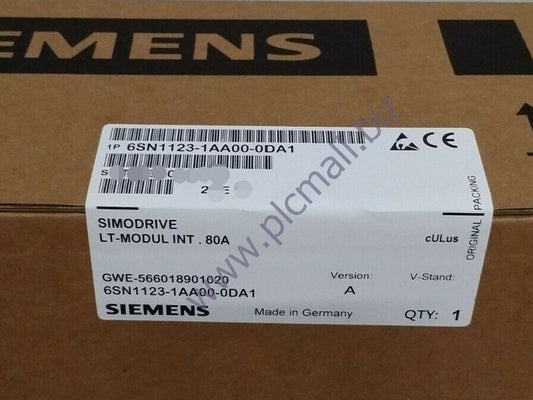 SIEMENS
1P 6SN1123-1AA00-0DA1
S
SIMODRIVE
LT-MODUL INT . 80A
cULus
GWE-566018901020
Version:
V-Stand:
6SN1123-1AA00-0DA1
A
SIEMENS
Made in Germany
QTY: 1
ORIGINAL PACKING
www.plcmall.biz